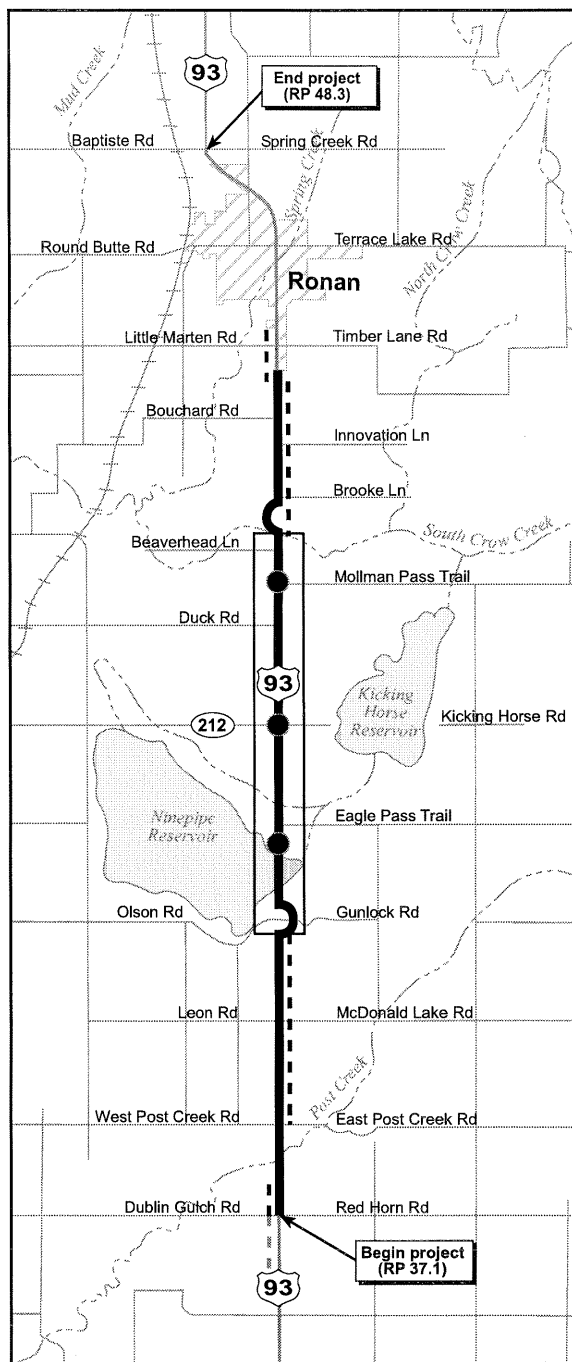 Mud Creek
93
End project
(RP 48.3)
Baptiste Rd
Spring Creek Rd
Spring Creek
Round Butte Rd
Terrace Lake Rd
North Crow Creek
Ronan
Little Marten Rd
Timber Lane Rd
Bouchard Rd
Innovation Ln
Brooke Ln
South Crow Creek
Beaverhead Ln
Mollman Pass Trail
Duck Rd
93
Kicking
Horse
Reservoir
212
Kicking Horse Rd
Ninepipe
Reservoir
Eagle Pass Trail
Olson Rd
Gunlock Rd
Leon Rd
McDonald Lake Rd
Post Creek
West Post Creek Rd
East Post Creek Rd
Dublin Gulch Rd
Red Horn Rd
Begin project
(RP 37.1)
93